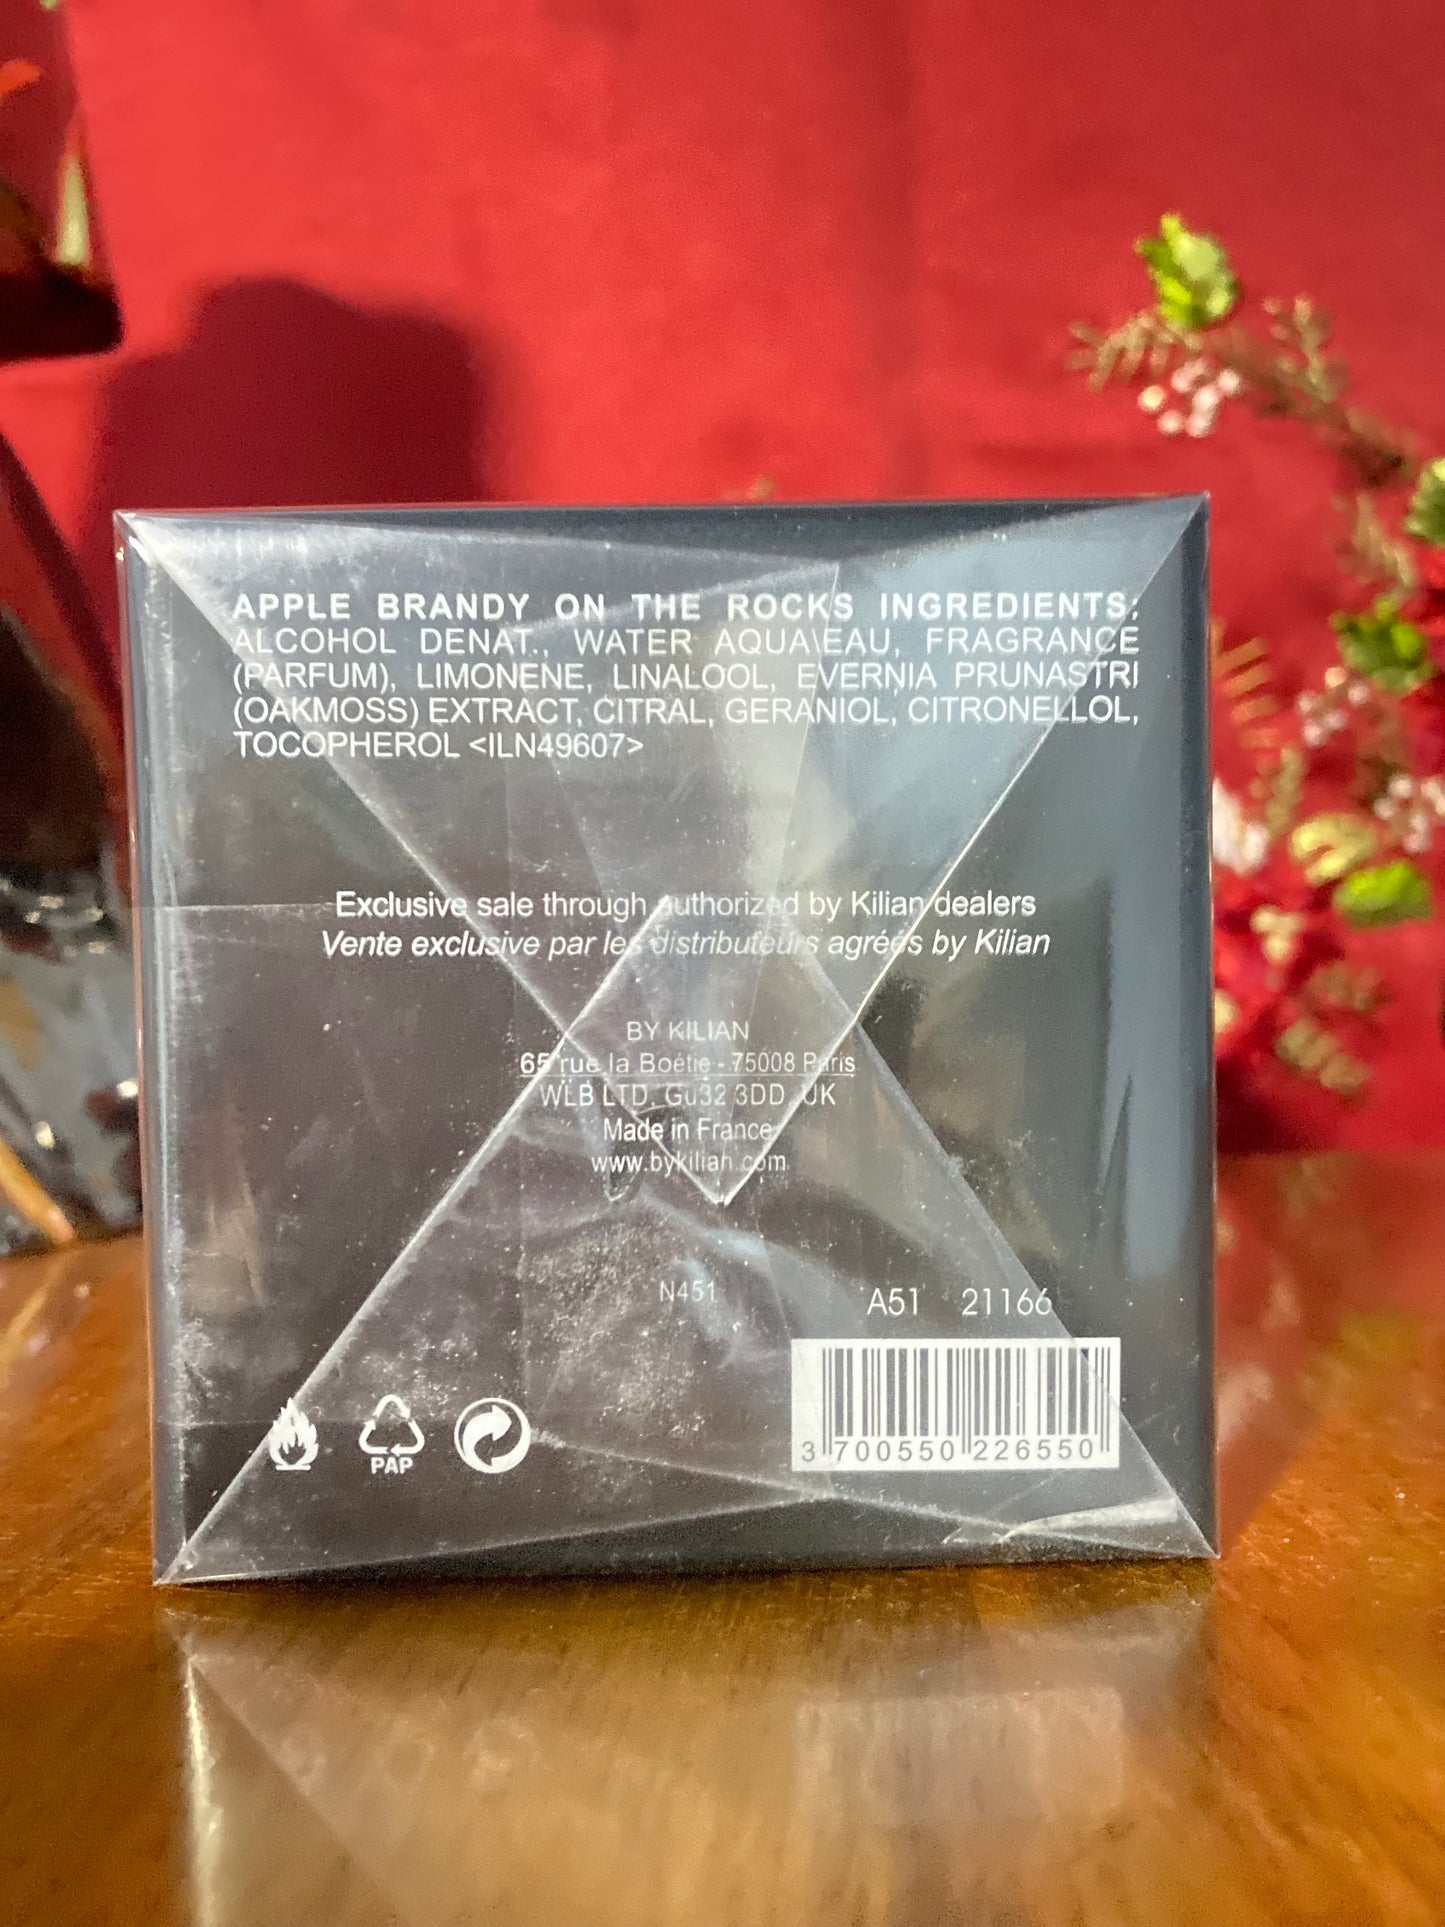 APPLE BRANDY ON THE ROCKS INGREDIENTS:
ALCOHOL DENAT., WATER AQUA\EAU, FRAGRANCE
(PARFUM), LIMONENE, LINALOOL, EVERNIA PRUNASTRI
(OAKMOSS) EXTRACT, CITRAL, GERANIOL, CITRONELLOL,
TOCOPHEROL <ILN49607>
Exclusive sale through authorized by Kilian dealers
Vente exclusive par les distributeurs agréés by Kilian
BY KILIAN
65 rue la Boétie - 75008 Paris
WLB LTD, Gu32 3DD, UK
Made in France
www.bykilian.com
N451
A51 21166
PAP
3 700550 226550